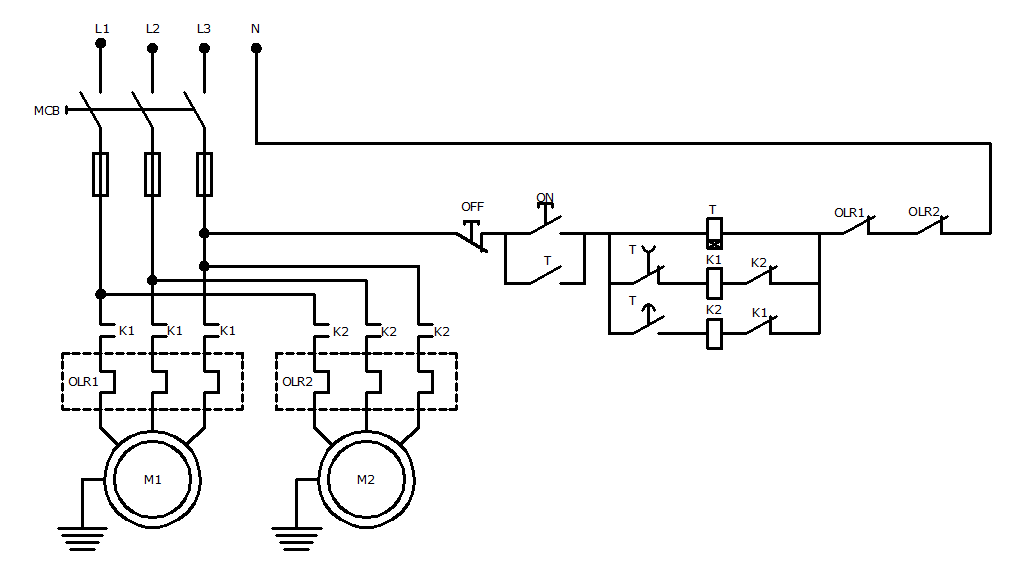 L1 L2 L3 N
MCB
OFF ON
T OLR1 OLR2
T T K1 K2
T K2 K1
K1 K1 K1 K2 K2 K2
OLR1 OLR2
M1 M2